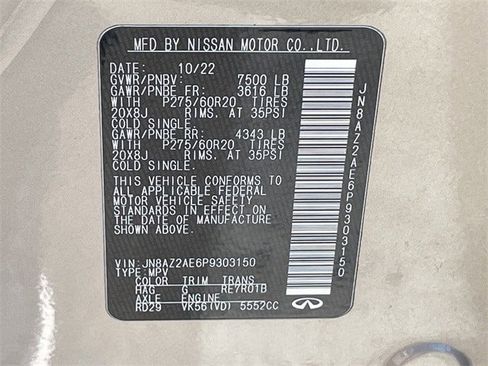 MFD BY NISSAN MOTOR CO.,LTD.
DATE: 10/22
GVWR/PNBV: 7500 LB
GAWR/PNBE FR: 3616 LB
WITH P275/60R20 TIRES
20X8J RIMS. AT 35PSI
COLD SINGLE.
GAWR/PNBE RR: 4343 LB
WITH P275/60R20 TIRES
20X8J RIMS. AT 35PSI
COLD SINGLE.
THIS VEHICLE CONFORMS TO
ALL APPLICABLE FEDERAL
MOTOR VEHICLE SAFETY
STANDARDS IN EFFECT ON
THE DATE OF MANUFACTURE
SHOWN ABOVE.
VIN: JN8AZ2AE6P9303150
TYPE: MPV
COLOR TRIM TRANS
HAG G RE7R01B
AXLE ENGINE
RD29 VK56(VD) 5552CC
JN8AZ2AE6P9303150